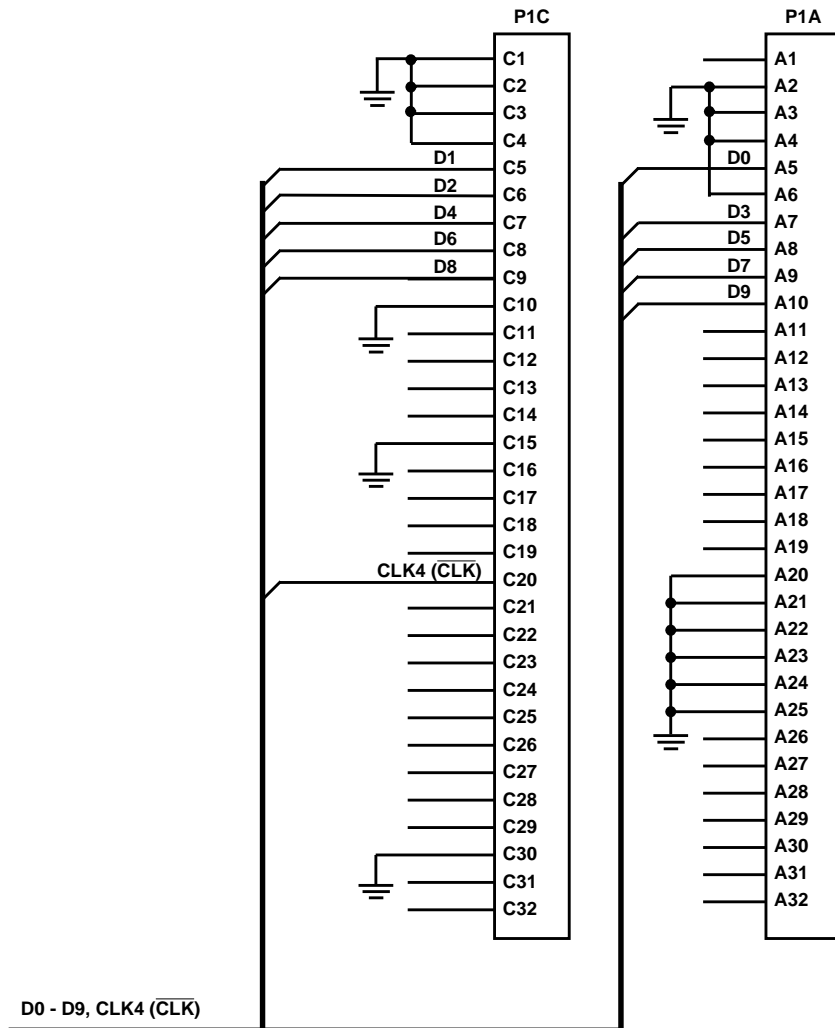 P1C
C1
C2
C3
C4
D1
C5
D2
C6
D4
C7
D6
C8
D8
C9
C10
C11
C12
C13
C14
C15
C16
C17
C18
C19
CLK4 (C̅L̅K̅)
C20
C21
C22
C23
C24
C25
C26
C27
C28
C29
C30
C31
C32
P1A
A1
A2
A3
A4
D0
A5
A6
D3
A7
D5
A8
D7
A9
D9
A10
A11
A12
A13
A14
A15
A16
A17
A18
A19
A20
A21
A22
A23
A24
A25
A26
A27
A28
A29
A30
A31
A32
D0 - D9, CLK4 (C̅L̅K̅)